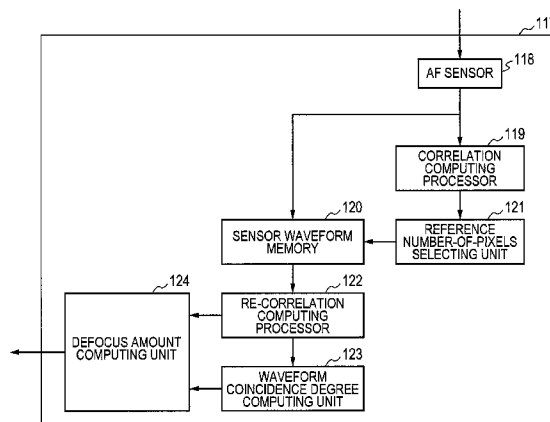 118
AF SENSOR
119
CORRELATION
COMPUTING
PROCESSOR
120
SENSOR WAVEFORM
MEMORY
121
REFERENCE
NUMBER-OF-PIXELS
SELECTING UNIT
122
RE-CORRELATION
COMPUTING
PROCESSOR
124
DEFOCUS AMOUNT
COMPUTING UNIT
123
WAVEFORM
COINCIDENCE DEGREE
COMPUTING UNIT